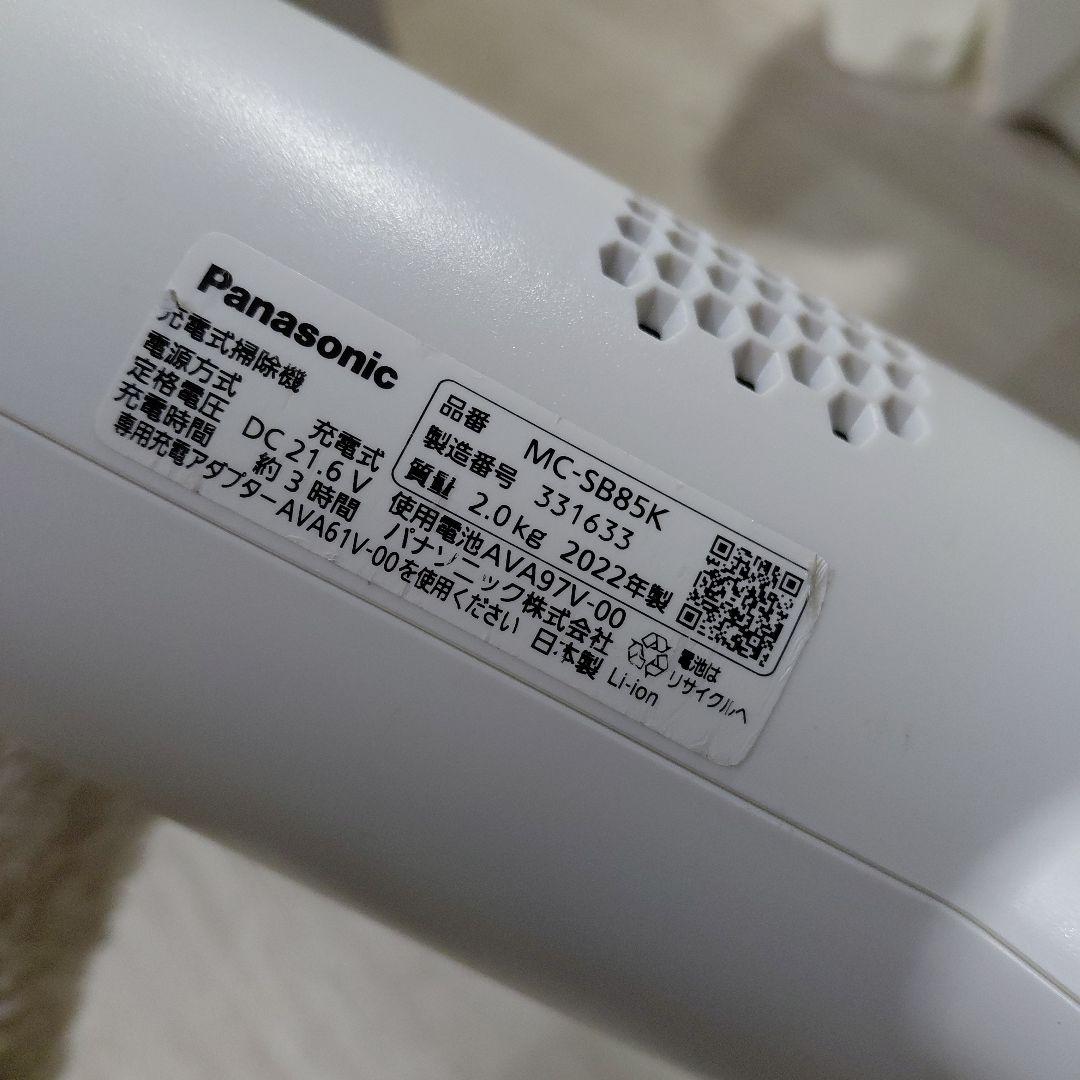 Panasonic
充電式掃除機
電源方式 充電式
定格電圧 DC 21.6 V
充電時間 約 3 時間
専用充電アダプターAVA61V-00を使用ください
品番 MC-SB85K
製造番号 331633
質量 2.0kg 2022年製
使用電池AVA97V-00
パナソニック株式会社
日本製 Li-ion
電池は
リサイクルへ